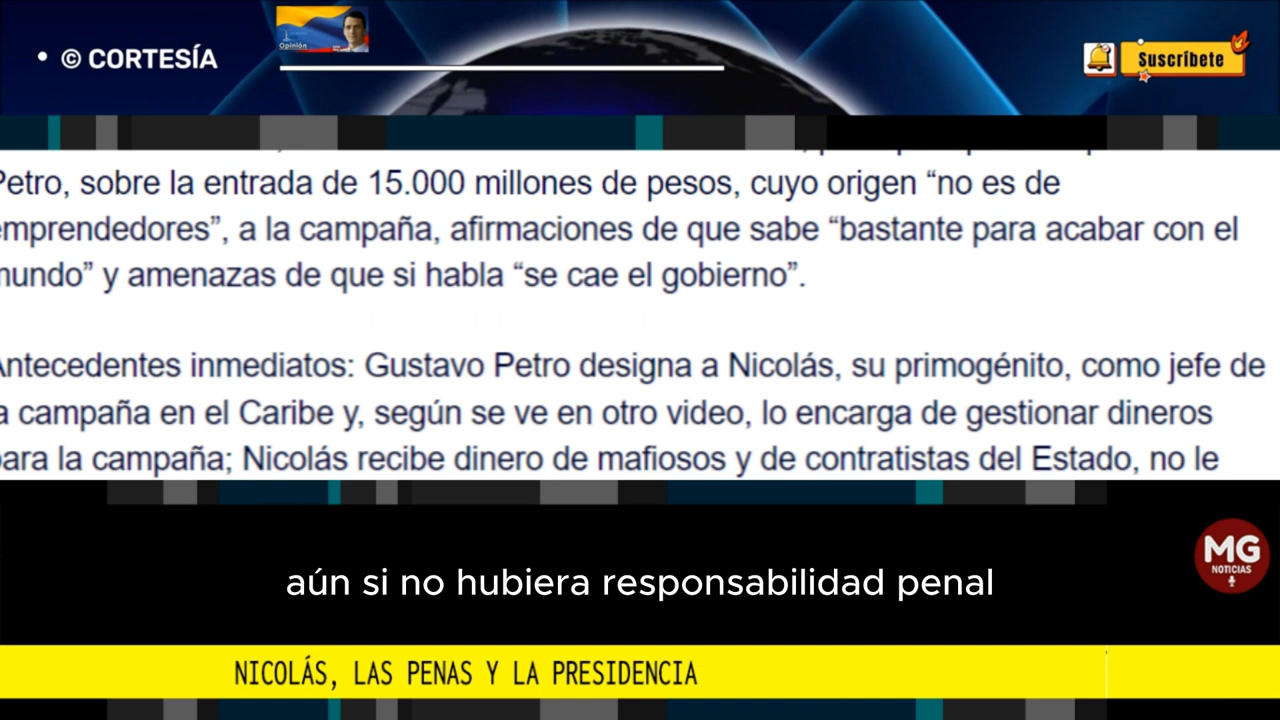 • © CORTESÍA
Opinión
Suscríbete
Petro, sobre la entrada de 15.000 millones de pesos, cuyo origen “no es de
emprendedores”, a la campaña, afirmaciones de que sabe “bastante para acabar con el
mundo” y amenazas de que si habla “se cae el gobierno”.
Antecedentes inmediatos: Gustavo Petro designa a Nicolás, su primogénito, como jefe de
a campaña en el Caribe y, según se ve en otro video, lo encarga de gestionar dineros
para la campaña; Nicolás recibe dinero de mafiosos y de contratistas del Estado, no le
MG
NOTICIAS
aún si no hubiera responsabilidad penal
NICOLÁS, LAS PENAS Y LA PRESIDENCIA